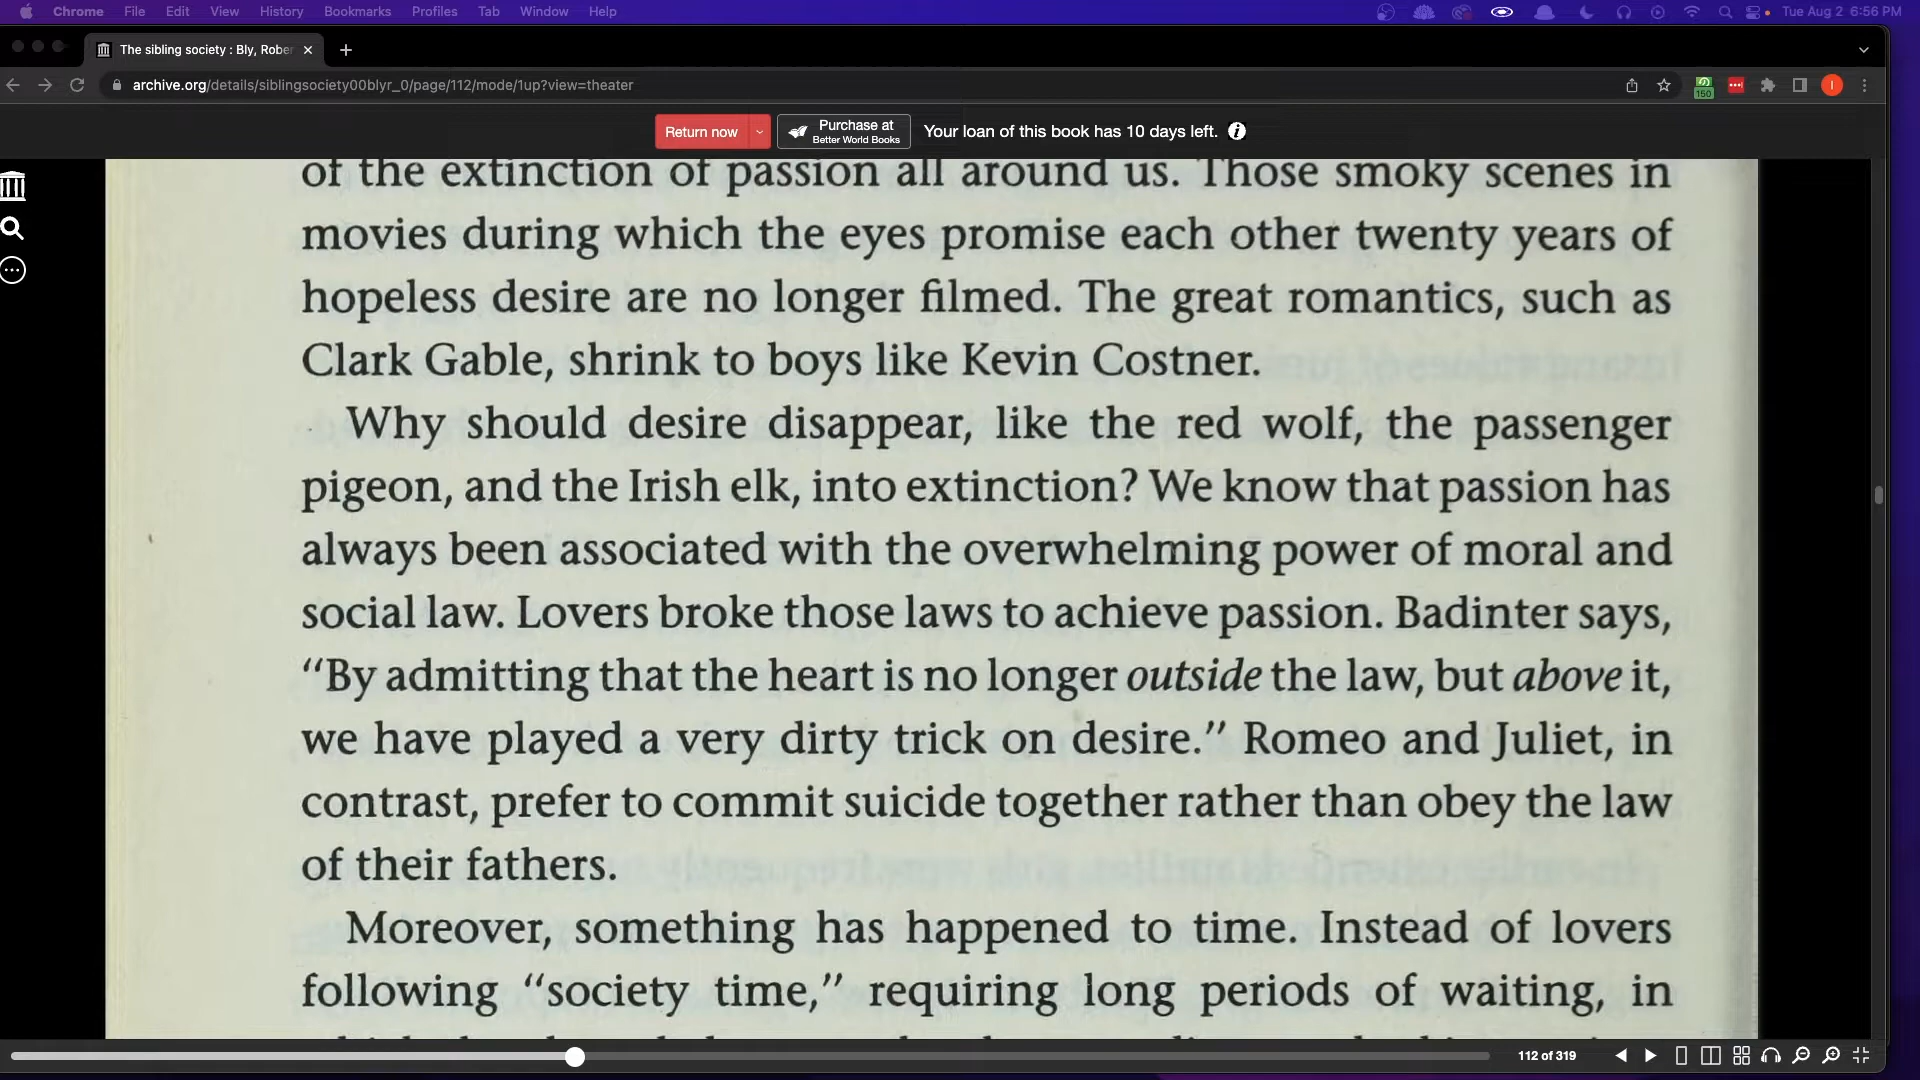 Chrome File Edit View History Bookmarks Profiles Tab Window Help Tue Aug 2 6:56 PM
The sibling society : Bly, Rober
archive.org/details/siblingsociety00blyr_0/page/112/mode/1up?view=theater
150
I
Return now
Purchase at
Better World Books
Your loan of this book has 10 days left.
of the extinction of passion all around us. Those smoky scenes in
movies during which the eyes promise each other twenty years of
hopeless desire are no longer filmed. The great romantics, such as
Clark Gable, shrink to boys like Kevin Costner.
Why should desire disappear, like the red wolf, the passenger
pigeon, and the Irish elk, into extinction? We know that passion has
always been associated with the overwhelming power of moral and
social law. Lovers broke those laws to achieve passion. Badinter says,
“By admitting that the heart is no longer outside the law, but above it,
we have played a very dirty trick on desire.” Romeo and Juliet, in
contrast, prefer to commit suicide together rather than obey the law
of their fathers.
Moreover, something has happened to time. Instead of lovers
following “society time,” requiring long periods of waiting, in
112 of 319